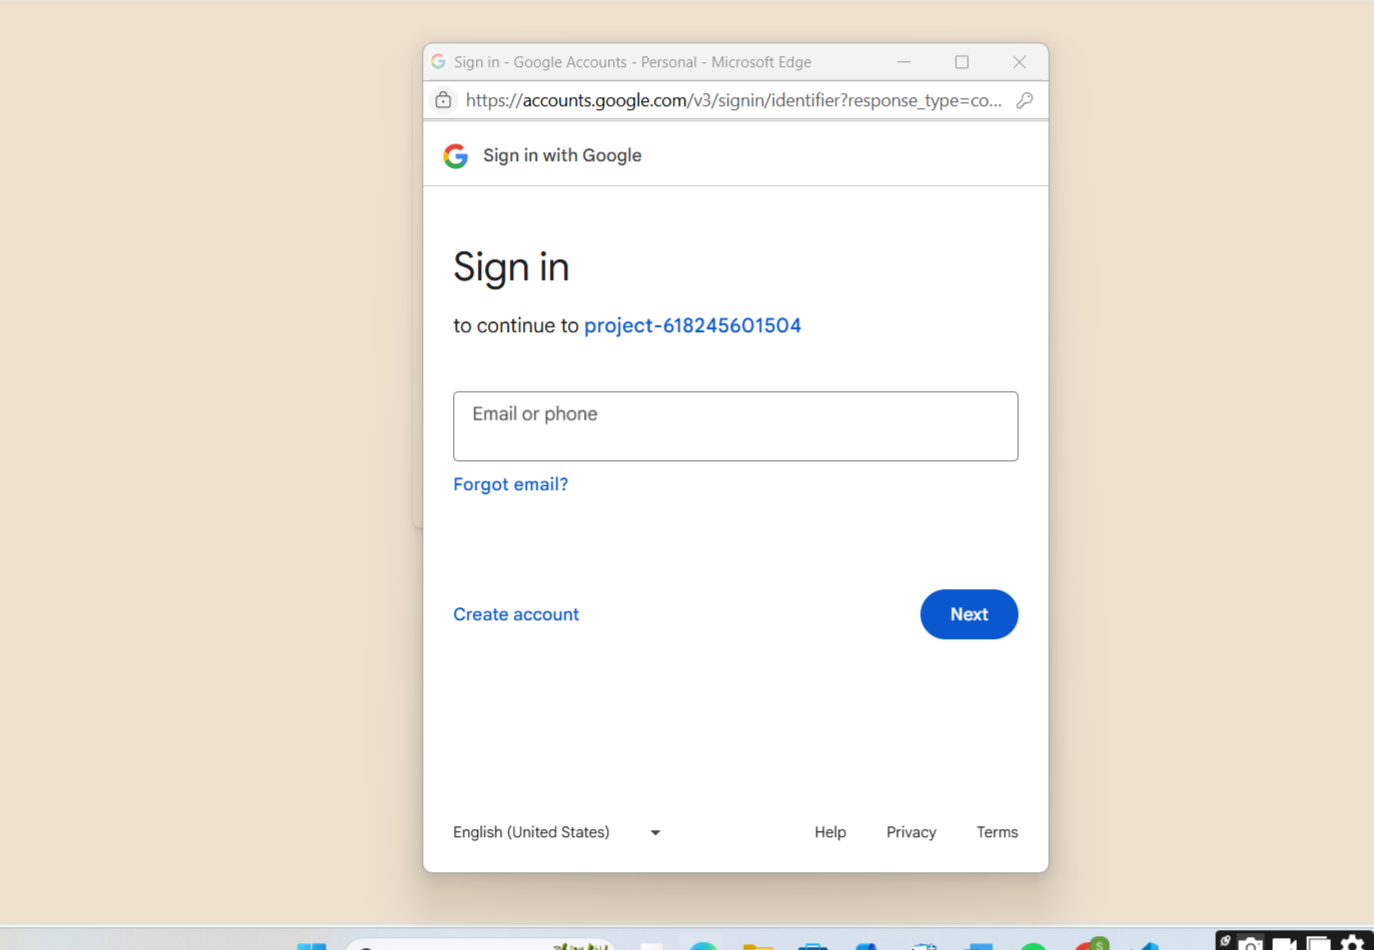 Sign in - Google Accounts - Personal - Microsoft Edge
https://accounts.google.com/v3/signin/identifier?response_type=co...
Sign in with Google
Sign in
to continue to project-618245601504
Email or phone
Forgot email?
Create account
Next
English (United States)
Help Privacy Terms
S